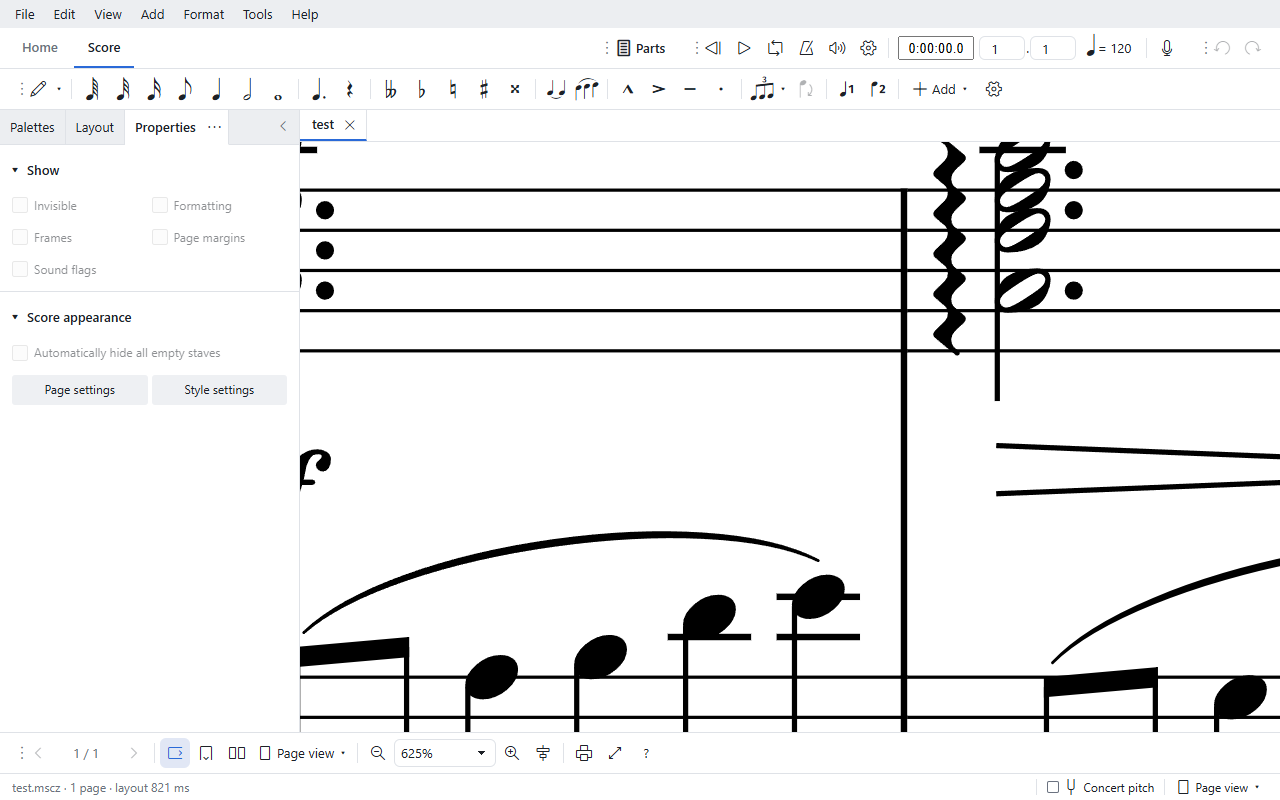 File Edit View Add Format Tools Help
Home Score Parts 0:00:00.0 1 . 1 = 120
3 1 2 Add
Palettes Layout Properties ··· test
Show
Invisible Formatting
Frames Page margins
Sound flags
Score appearance
Automatically hide all empty staves
Page settings Style settings
1 / 1 Page view 625% ?
test.mscz · 1 page · layout 821 ms Concert pitch Page view